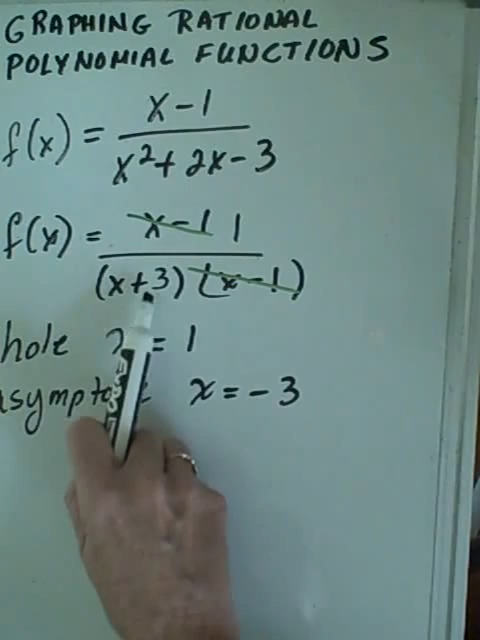 GRAPHING RATIONAL
POLYNOMIAL FUNCTIONS
f(x) = x-1
x²+2x-3
f(x) = x-1 1
(x+3)(x-1)
hole = 1
x = -3